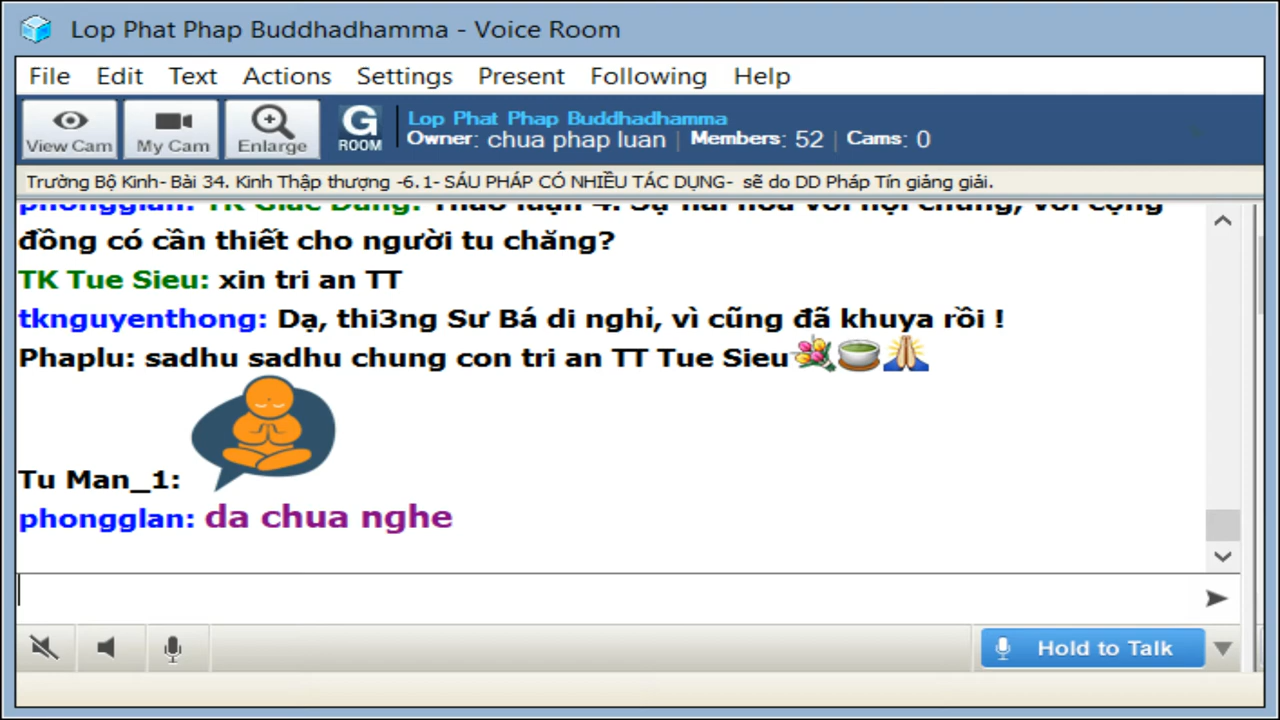 Lop Phat Phap Buddhadhamma - Voice Room
File Edit Text Actions Settings Present Following Help
View Cam My Cam Enlarge G ROOM
Lop Phat Phap Buddhadhamma
Owner: chua phap luan | Members: 52 | Cams: 0
Trường Bộ Kinh- Bài 34. Kinh Thập thượng -6.1- SÁU PHÁP CÓ NHIỀU TÁC DỤNG- sẽ do DD Pháp Tín giảng giải.
phongglan: TK Giac Dang: Thảo luận 4. Sự hài hoà với hội chúng, với cộng
đồng có cần thiết cho người tu chăng?
TK Tue Sieu: xin tri an TT
tknguyenthong: Dạ, thi3ng Sư Bá di nghỉ, vì cũng đã khuya rồi !
Phaplu: sadhu sadhu chung con tri an TT Tue Sieu
Tu Man_1:
phongglan: da chua nghe
Hold to Talk